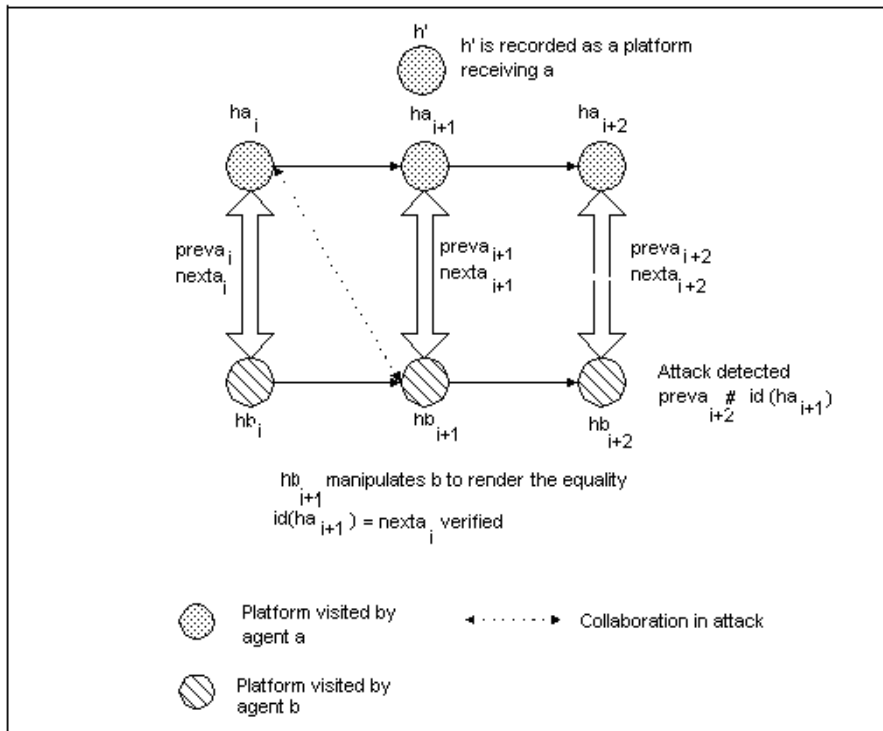 h'
h' is recorded as a platform
receiving a
ha i
ha i+1
ha i+2
preva i
nexta i
preva i+1
nexta i+1
preva i+2
nexta i+2
hb i
hb i+1
hb i+2
Attack detected
preva i+2 # id (ha i+1)
hb i+1 manipulates b to render the equality
id(ha i+1) = nexta i verified
Platform visited by
agent a
Collaboration in attack
Platform visited by
agent b